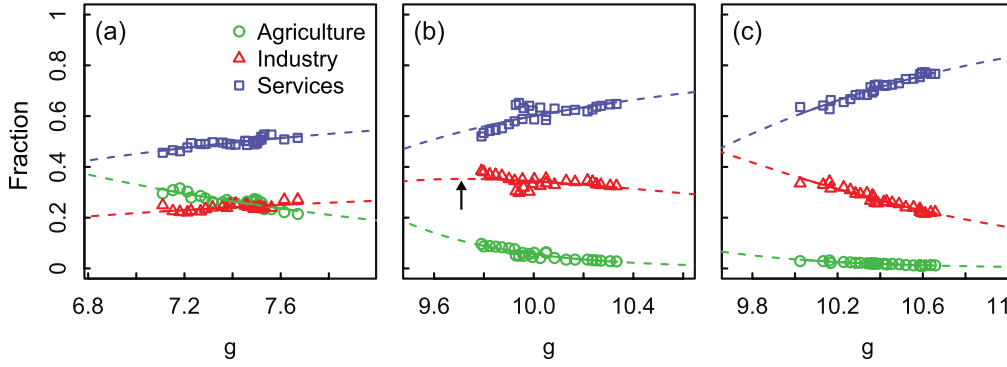 (a) (b) (c)
Agriculture
Industry
Services
Fraction
1
0.8
0.6
0.4
0.2
0
6.8 7.2 7.6 9.6 10.0 10.4 9.8 10.2 10.6 11
g g g